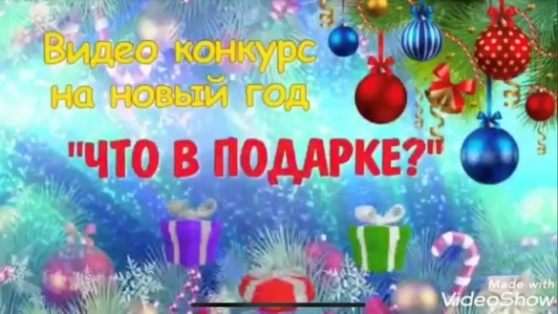 Видео конкурс
на новый год
"ЧТО В ПОДАРКЕ?"
Made with
VideoShow